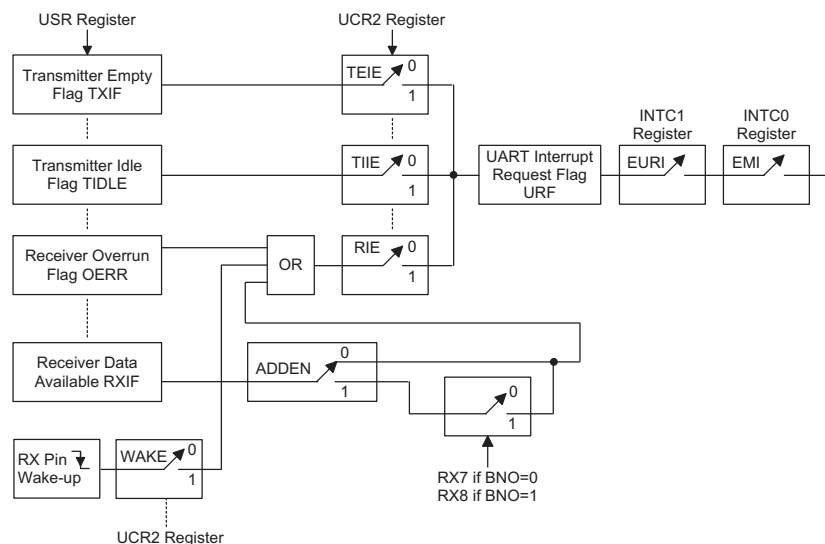 USR Register
UCR2 Register
Transmitter Empty
Flag TXIF
TEIE
0
1
INTC1
Register
INTC0
Register
Transmitter Idle
Flag TIDLE
TIIE
0
1
UART Interrupt
Request Flag
URF
EURI
EMI
Receiver Overrun
Flag OERR
OR
RIE
0
1
Receiver Data
Available RXIF
ADDEN
0
1
0
1
RX Pin
Wake-up
WAKE
0
1
RX7 if BNO=0
RX8 if BNO=1
UCR2 Register